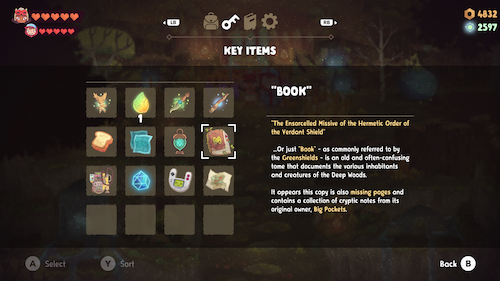 LB
RB
4832
2597
KEY ITEMS
1
"BOOK"
"The Ensorcelled Missive of the Hermetic Order of
the Verdant Shield"
...Or just "Book" - as commonly referred to by
the Greenshields - is an old and often-confusing
tome that documents the various inhabitants
and creatures of the Deep Woods.
It appears this copy is also missing pages and
contains a collection of cryptic notes from its
original owner, Big Pockets.
A Select
Y Sort
Back B